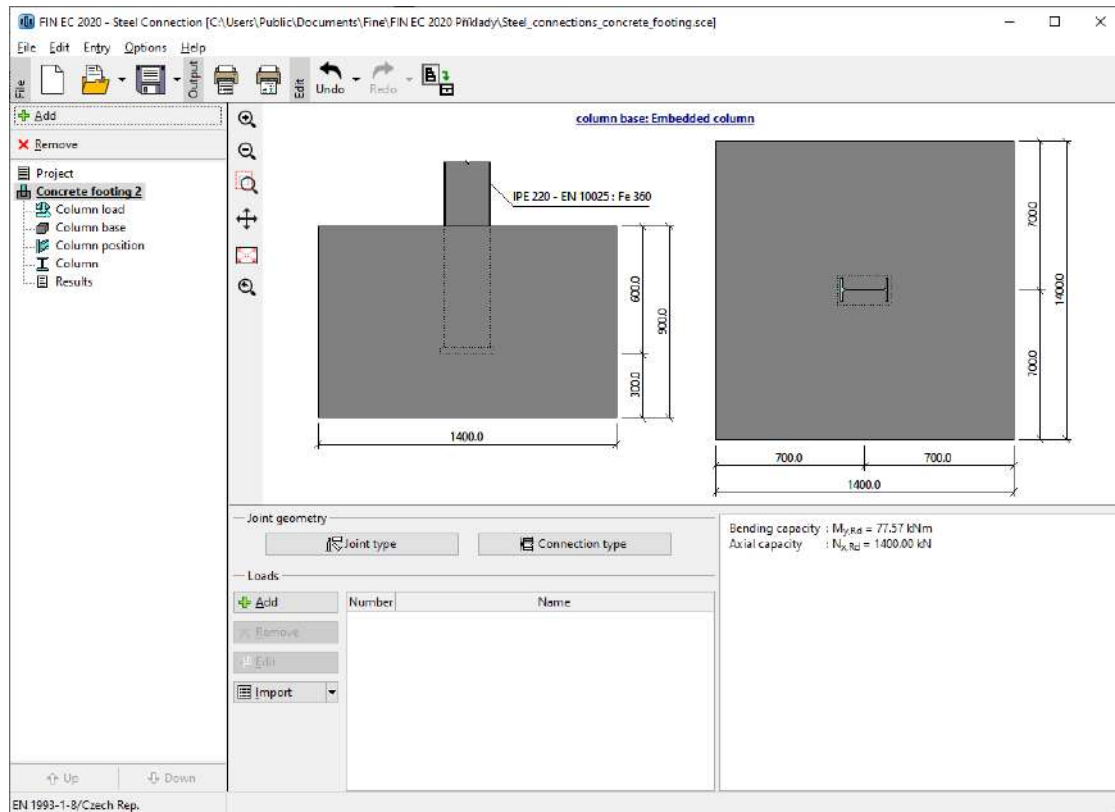 FIN EC 2020 - Steel Connection [C:\Users\Public\Documents\Fine\FIN EC 2020 Příklady\Steel_connections_concrete_footing.sce]
File Edit Entry Options Help
File
Output
Edit
Undo
Redo
Add
Remove
Project
Concrete footing 2
Column load
Column base
Column position
Column
Results
column base: Embedded column
IPE 220 - EN 10025 : Fe 360
600.0
900.0
300.0
1400.0
700.0
1400.0
700.0
700.0 700.0
1400.0
Joint geometry
Joint type Connection type
Loads
Add
Remove
Edit
Import
Number Name
Bending capacity : My,Rd = 77.57 kNm
Axial capacity : Nx,Rd = 1400.00 kN
Up Down
EN 1993-1-8/Czech Rep.